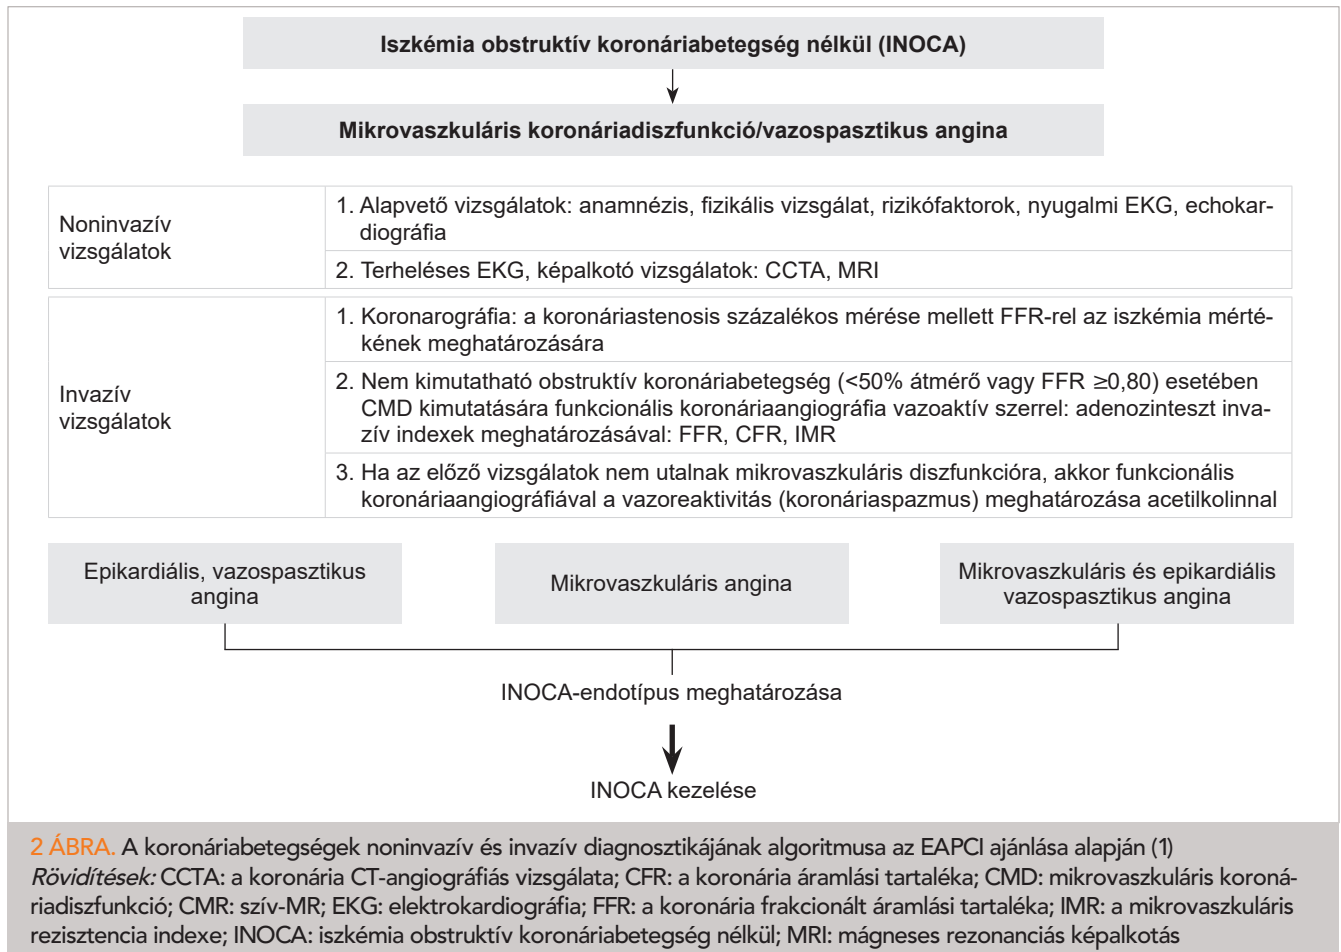 Iszkémia obstruktív koronáriabetegség nélkül (INOCA)
Mikrovaszkuláris koronáriadiszfunkció/vazospasztikus angina
Noninvazív
vizsgálatok
1. Alapvető vizsgálatok: anamnézis, fizikális vizsgálat, rizikófaktorok, nyugalmi EKG, echokar-
diográfia
2. Terheléses EKG, képalkotó vizsgálatok: CCTA, MRI
Invazív
vizsgálatok
1. Koronarográfia: a koronáriastenosis százalékos mérése mellett FFR-rel az iszkémia mérté-
kének meghatározására
2. Nem kimutatható obstruktív koronáriabetegség (<50% átmérő vagy FFR ≥0,80) esetében
CMD kimutatására funkcionális koronáriaangiográfia vazoaktív szerrel: adenozinteszt inva-
zív indexek meghatározásával: FFR, CFR, IMR
3. Ha az előző vizsgálatok nem utalnak mikrovaszkuláris diszfunkcióra, akkor funkcionális
koronáriaangiográfiával a vazoreaktivitás (koronáriaspazmus) meghatározása acetilkolinnal
Epikardiális, vazospasztikus
angina
Mikrovaszkuláris angina
Mikrovaszkuláris és epikardiális
vazospasztikus angina
INOCA-endotípus meghatározása
INOCA kezelése
2 ÁBRA. A koronáriabetegségek noninvazív és invazív diagnosztikájának algoritmusa az EAPCI ajánlása alapján (1)
Rövidítések: CCTA: a koronária CT-angiográfiás vizsgálata; CFR: a koronária áramlási tartaléka; CMD: mikrovaszkuláris koroná-
riadiszfunkció; CMR: szív-MR; EKG: elektrokardiográfia; FFR: a koronária frakcionált áramlási tartaléka; IMR: a mikrovaszkuláris
rezisztencia indexe; INOCA: iszkémia obstruktív koronáriabetegség nélkül; MRI: mágneses rezonanciás képalkotás